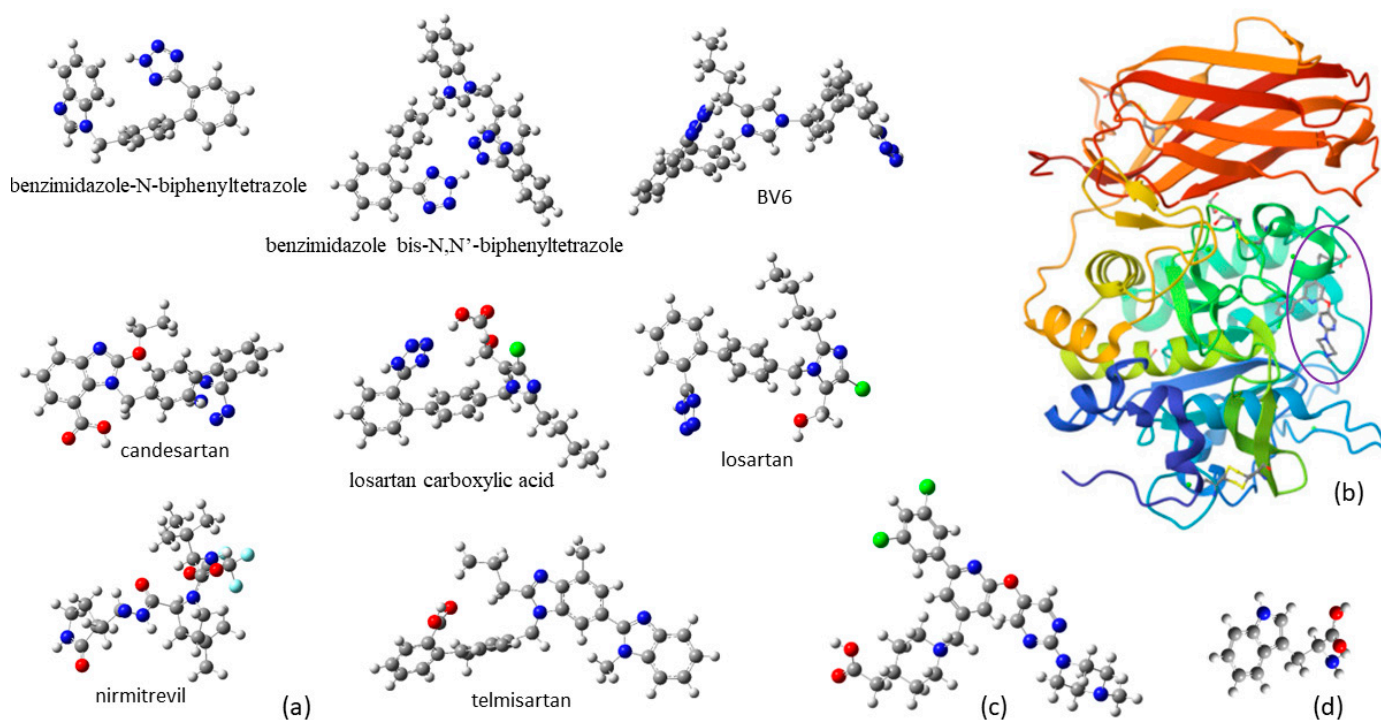 benzimidazole-N-biphenyltetrazole
benzimidazole bis-N,N’-biphenyltetrazole
BV6
(b)
candesartan
losartan carboxylic acid
losartan
nirmitrevil
(a)
telmisartan
(c)
(d)